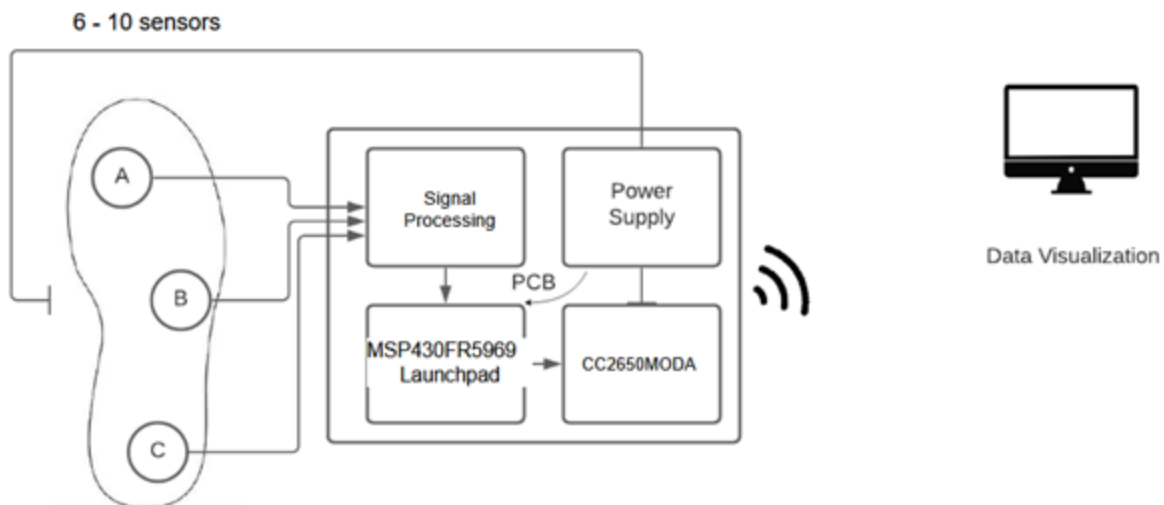 6 - 10 sensors
A
Signal
Processing
Power
Supply
Data Visualization
PCB
B
MSP430FR5969
Launchpad
CC2650MODA
C